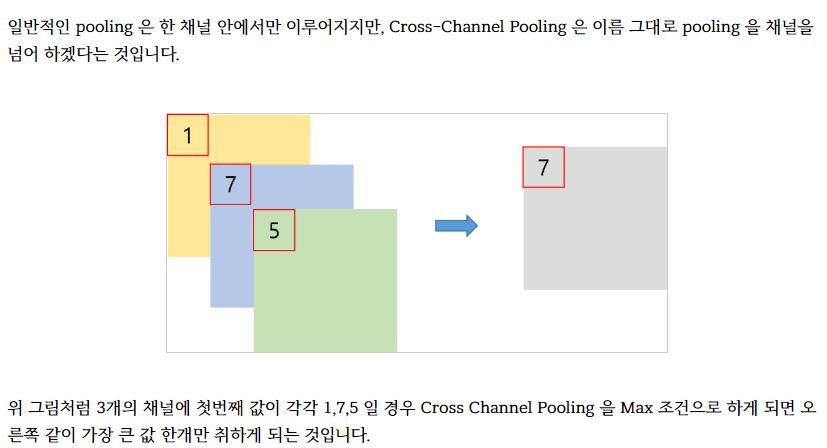 일반적인 pooling 은 한 채널 안에서만 이루어지지만, Cross-Channel Pooling 은 이름 그대로 pooling 을 채널을
넘어 하겠다는 것입니다.
1
7
7
5
위 그림처럼 3개의 채널에 첫번째 값이 각각 1,7,5 일 경우 Cross Channel Pooling 을 Max 조건으로 하게 되면 오
른쪽 같이 가장 큰 값 한개만 취하게 되는 것입니다.